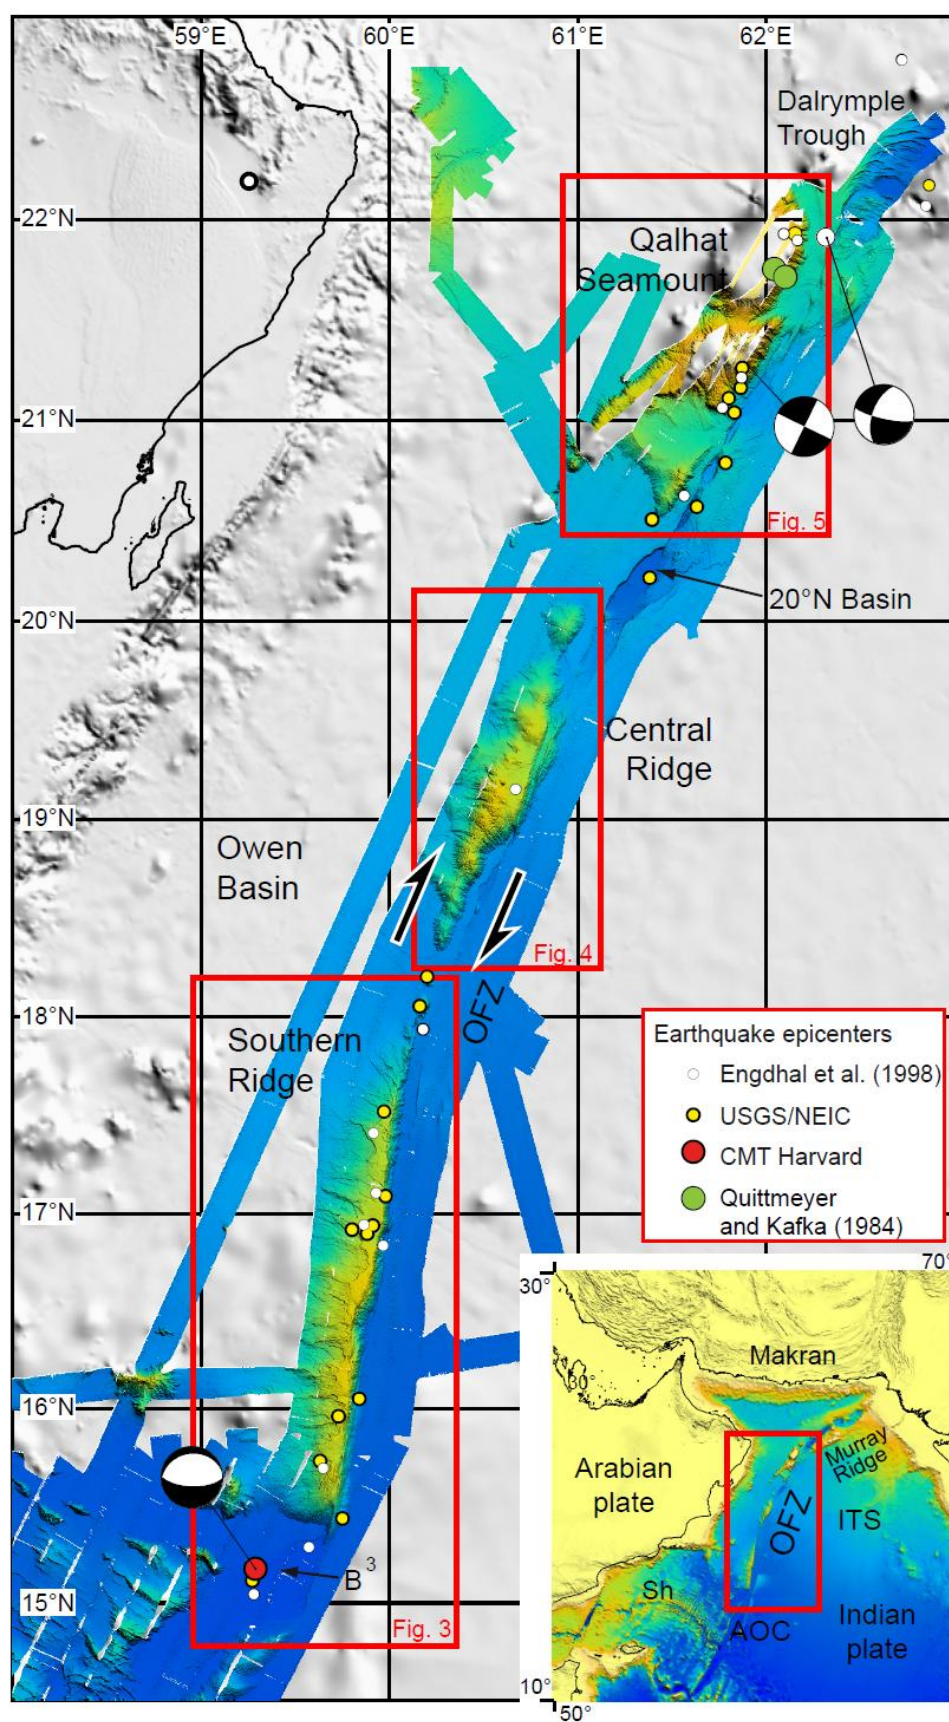 59°E
60°E
61°E
62°E
Dalrymple
Trough
22°N
Qalhat
Seamount
21°N
Fig. 5
20°N Basin
20°N
Central
Ridge
19°N
Owen
Basin
Fig. 4
18°N
OFZ
Southern
Ridge
Earthquake epicenters
Engdhal et al. (1998)
USGS/NEIC
CMT Harvard
Quittmeyer
and Kafka (1984)
17°N
16°N
B3
15°N
Fig. 3
70°
30°
Makran
30°
Murray
Ridge
Arabian
plate
OFZ
ITS
Sh
AOC
Indian
plate
10°
50°